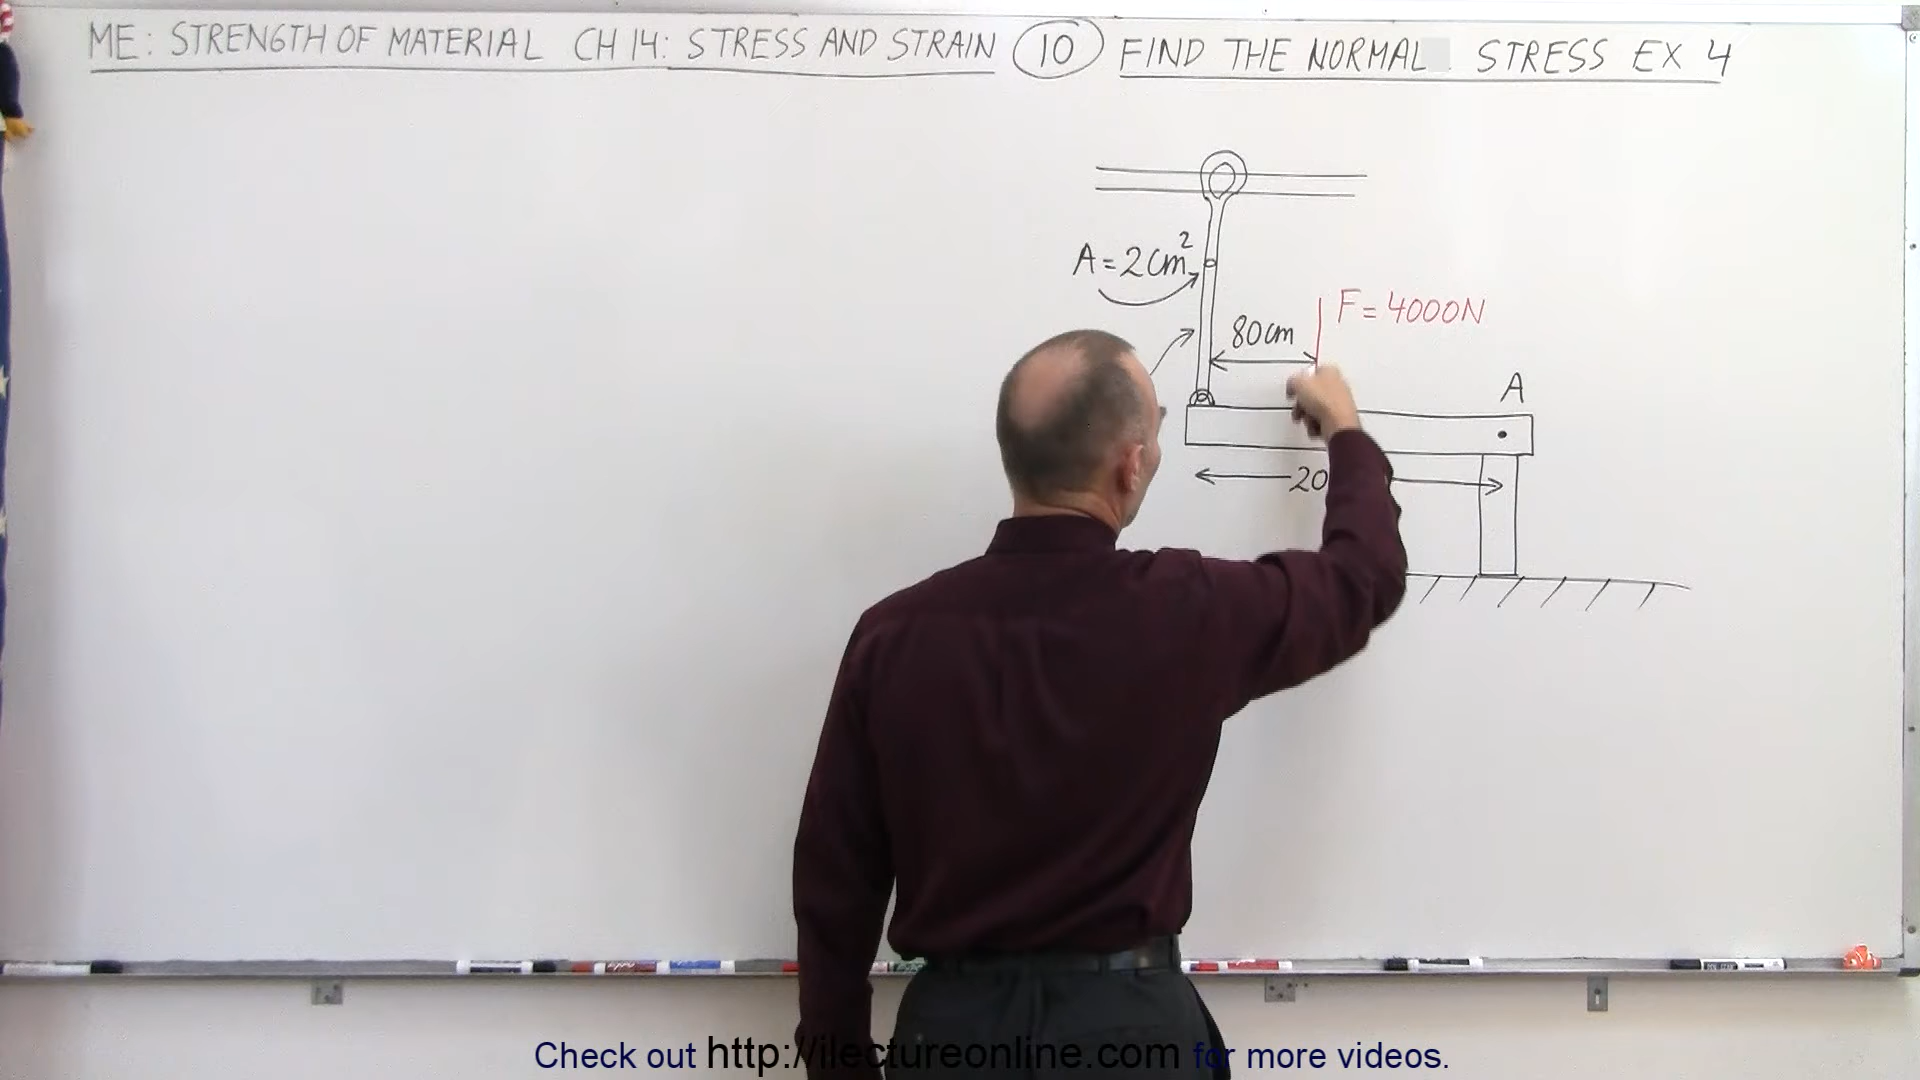 ME: STRENGTH OF MATERIAL CH 14: STRESS AND STRAIN 10 FIND THE NORMAL STRESS EX 4
A = 2cm²
F = 4000N
80cm
A
20
Check out http://ilectureonline.com for more videos.